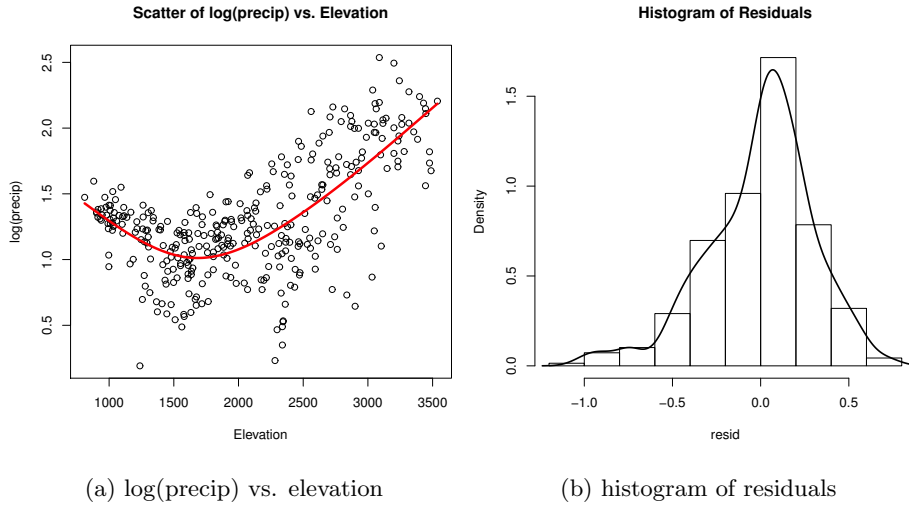 Scatter of log(precip) vs. Elevation
2.5
2.0
1.5
1.0
0.5
log(precip)
1000 1500 2000 2500 3000 3500
Elevation
(a) log(precip) vs. elevation
Histogram of Residuals
1.5
1.0
0.5
0.0
Density
−1.0 −0.5 0.0 0.5
resid
(b) histogram of residuals